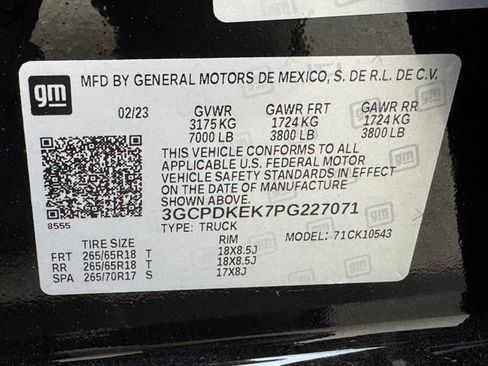 gm
MFD BY GENERAL MOTORS DE MEXICO, S. DE R.L. DE C.V.
02/23 GVWR GAWR FRT GAWR RR
3175 KG 1724 KG 1724 KG
7000 LB 3800 LB 3800 LB
THIS VEHICLE CONFORMS TO ALL
APPLICABLE U.S. FEDERAL MOTOR
VEHICLE SAFETY STANDARDS IN EFFECT
ON THE DATE OF MANUFACTURE
SHOWN ABOVE.
3GCPDKEK7PG227071
8555
TYPE: TRUCK
TIRE SIZE RIM MODEL: 71CK10543
FRT 265/65R18 T 18X8.5J
RR 265/65R18 T 18X8.5J
SPA 265/70R17 S 17X8J